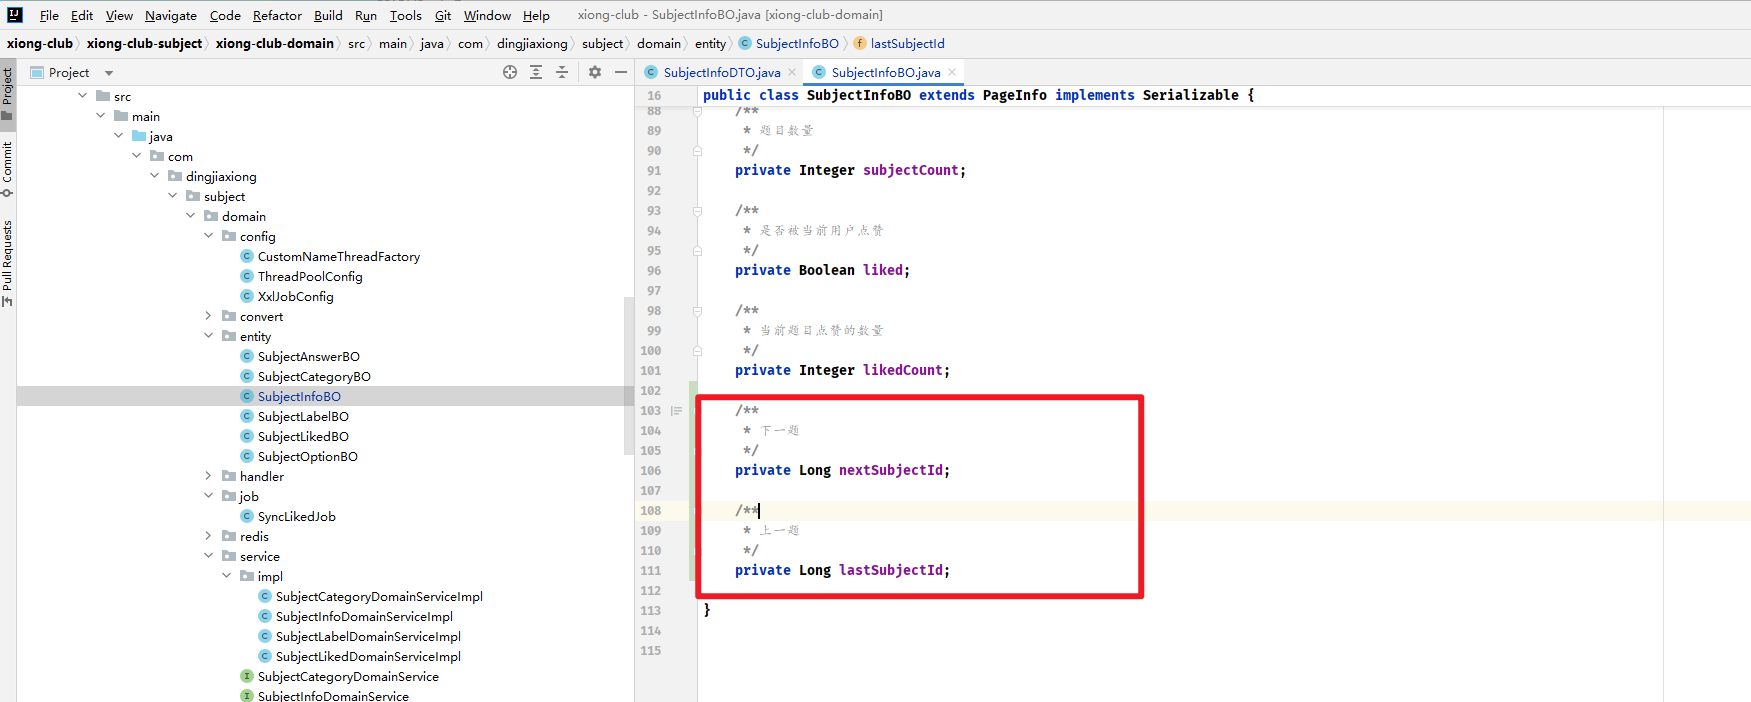 File Edit View Navigate Code Refactor Build Run Tools Git Window Help xiong-club - SubjectInfoBO.java [xiong-club-domain]
xiong-club xiong-club-subject xiong-club-domain src main java com dingjiaxiong subject domain entity SubjectInfoBO lastSubjectId
Project
SubjectInfoDTO.java
SubjectInfoBO.java
Project
Commit
Pull Requests
src
main
java
com
dingjiaxiong
subject
domain
config
CustomNameThreadFactory
ThreadPoolConfig
XxlJobConfig
convert
entity
SubjectAnswerBO
SubjectCategoryBO
SubjectInfoBO
SubjectLabelBO
SubjectLikedBO
SubjectOptionBO
handler
job
SyncLikedJob
redis
service
impl
SubjectCategoryDomainServiceImpl
SubjectInfoDomainServiceImpl
SubjectLabelDomainServiceImpl
SubjectLikedDomainServiceImpl
SubjectCategoryDomainService
SubjectInfoDomainService
16 public class SubjectInfoBO extends PageInfo implements Serializable {
88 /**
89 * 题目数量
90 */
91 private Integer subjectCount;
92
93 /**
94 * 是否被当前用户点赞
95 */
96 private Boolean liked;
97
98 /**
99 * 当前题目点赞的数量
100 */
101 private Integer likedCount;
102
103 /**
104 * 下一题
105 */
106 private Long nextSubjectId;
107
108 /**
109 * 上一题
110 */
111 private Long lastSubjectId;
112
113 }
114
115